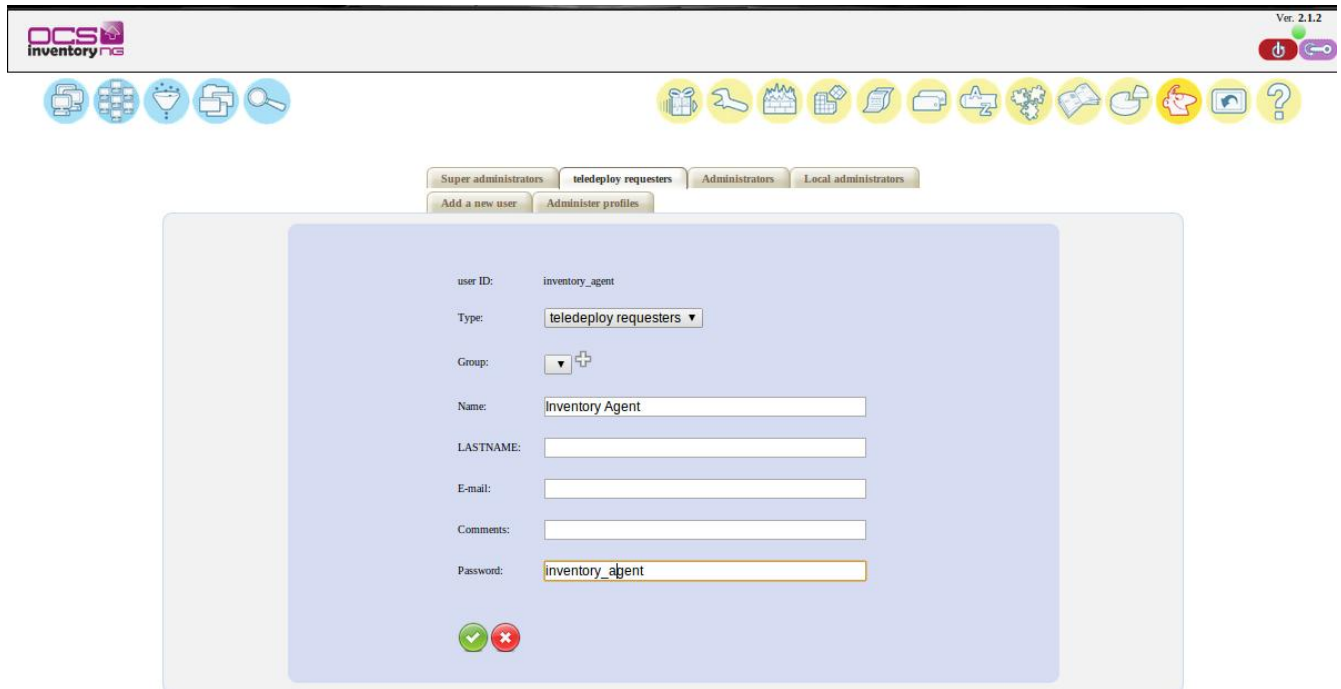 Ver. 2.1.2
OCS
inventory NG
A
Z
?
Super administrators teledeploy requesters Administrators Local administrators
Add a new user Administer profiles
user ID: inventory_agent
Type: teledeploy requesters
Group:
Name: Inventory Agent
LASTNAME:
E-mail:
Comments:
Password: inventory_agent